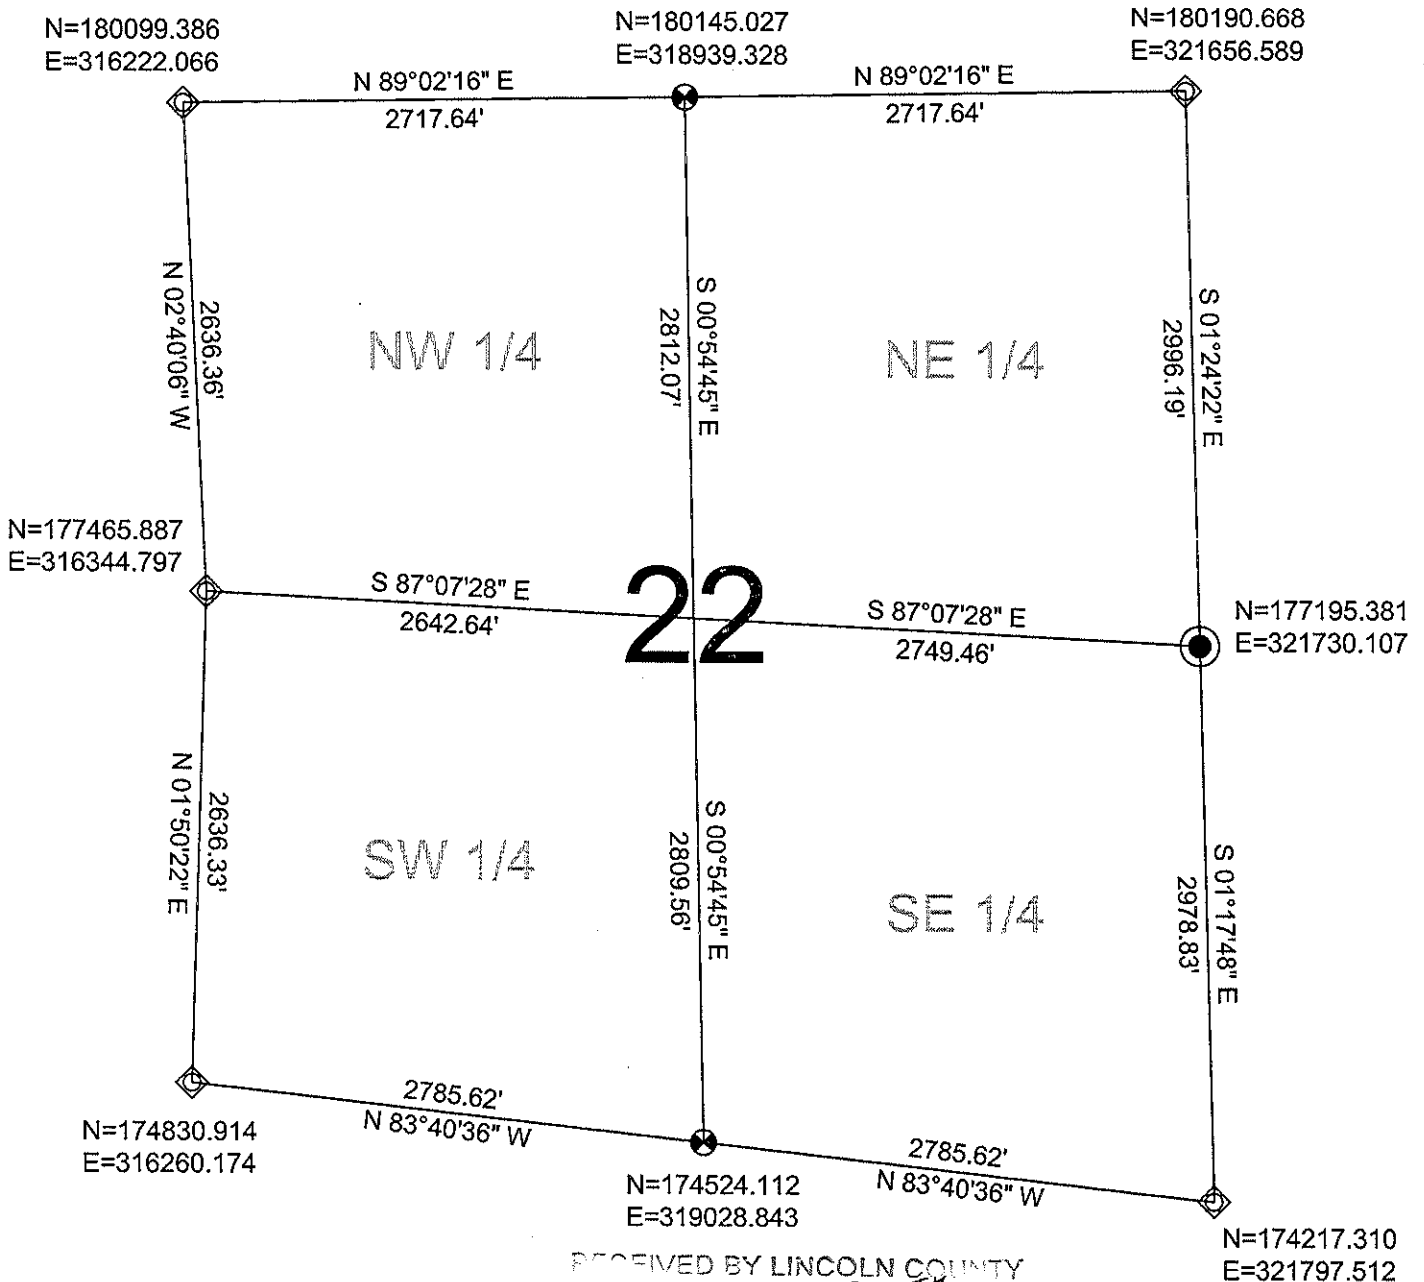 N=180099.386
E=316222.066
N=180145.027
E=318939.328
N=180190.668
E=321656.589
N 89°02'16" E
2717.64'
N 89°02'16" E
2717.64'
N 02°40'06" W
2636.36'
S 00°54'45" E
2812.07'
S 01°24'22" E
2996.19'
NW 1/4
NE 1/4
N=177465.887
E=316344.797
S 87°07'28" E
2642.64'
22
S 87°07'28" E
2749.46'
N=177195.381
E=321730.107
N 01°50'22" E
2636.33'
S 00°54'45" E
2809.56'
S 01°17'48" E
2978.83'
SW 1/4
SE 1/4
2785.62'
N 83°40'36" W
2785.62'
N 83°40'36" W
N=174830.914
E=316260.174
N=174524.112
E=319028.843
N=174217.310
E=321797.512
RECEIVED BY LINCOLN COUNTY